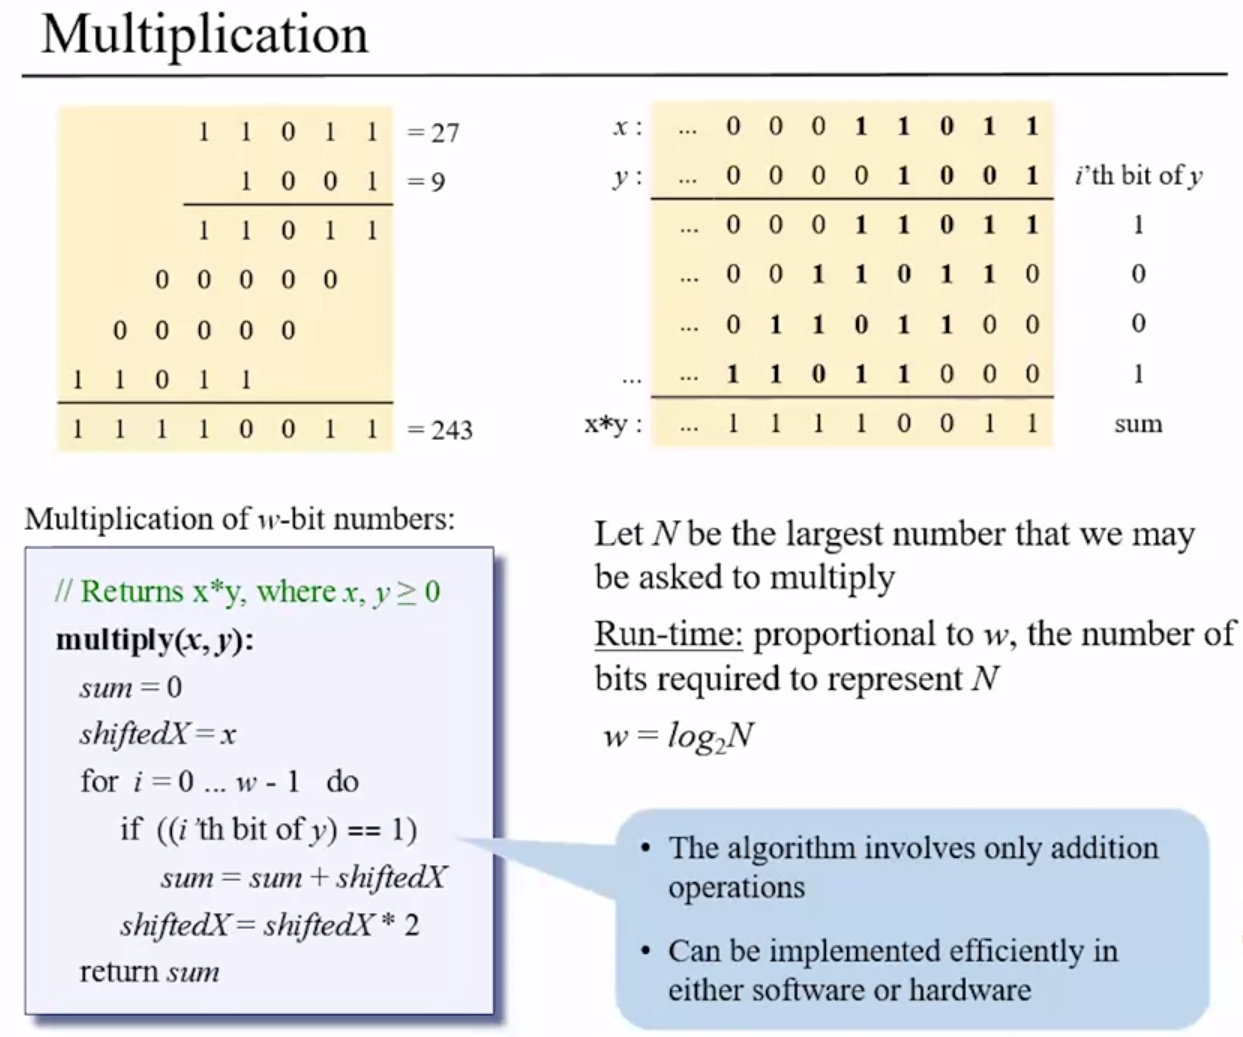 Multiplication
1 1 0 1 1 = 27
1 0 0 1 = 9
1 1 0 1 1
0 0 0 0 0
0 0 0 0 0
1 1 0 1 1
1 1 1 1 0 0 1 1 = 243
x : ... 0 0 0 1 1 0 1 1
y : ... 0 0 0 0 1 0 0 1 i'th bit of y
... 0 0 0 1 1 0 1 1 1
... 0 0 1 1 0 1 1 0 0
... 0 1 1 0 1 1 0 0 0
... ... 1 1 0 1 1 0 0 0 1
x*y : ... 1 1 1 1 0 0 1 1 sum
Multiplication of w-bit numbers:
// Returns x*y, where x, y ≥ 0
multiply(x, y):
sum = 0
shiftedX = x
for i = 0 ... w - 1 do
if ((i 'th bit of y) == 1)
sum = sum + shiftedX
shiftedX = shiftedX * 2
return sum
Let N be the largest number that we may
be asked to multiply
Run-time: proportional to w, the number of
bits required to represent N
w = log₂N
• The algorithm involves only addition
operations
• Can be implemented efficiently in
either software or hardware